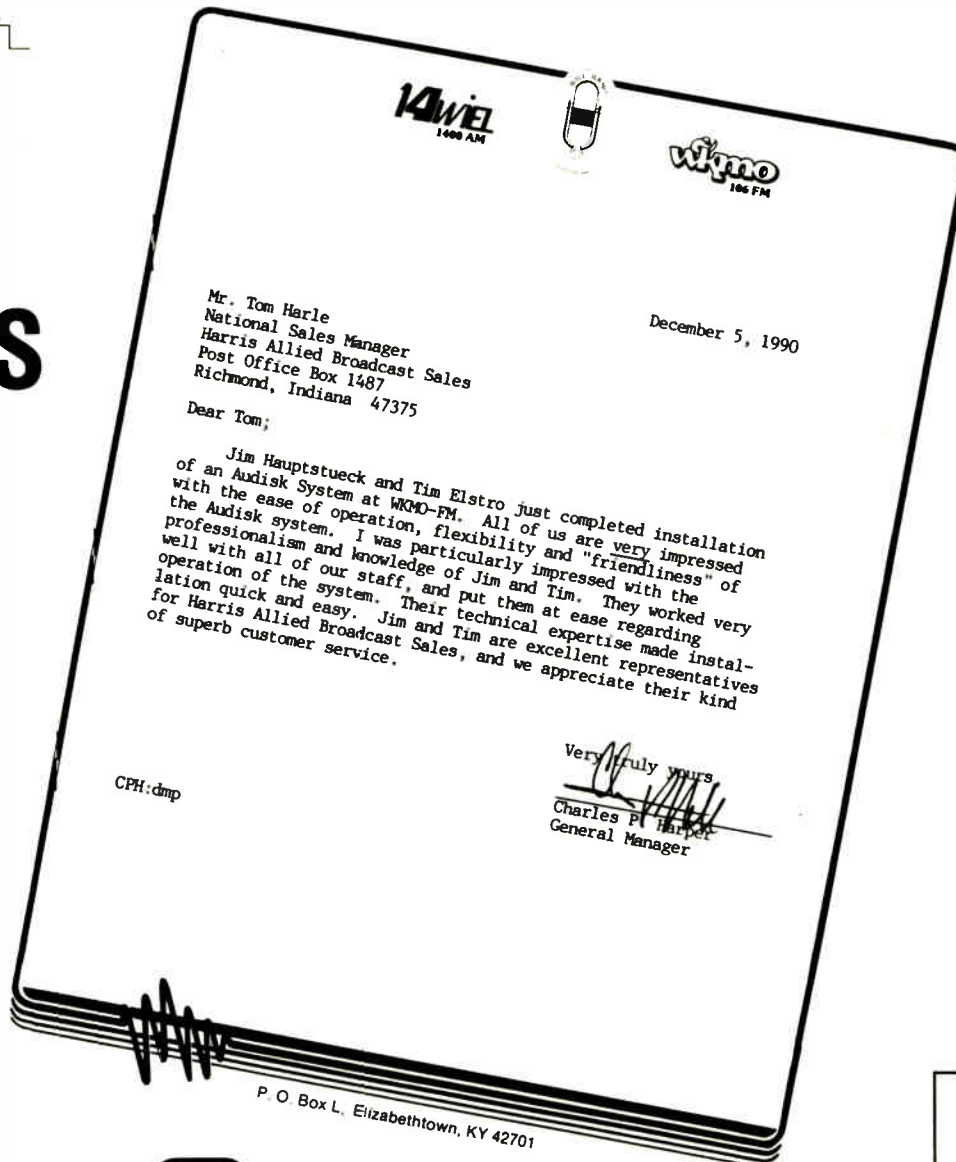 14 WIEL
1400 AM
wkmo
106 FM
S
December 5, 1990
Mr. Tom Harle
National Sales Manager
Harris Allied Broadcast Sales
Post Office Box 1487
Richmond, Indiana 47375
Dear Tom;
Jim Hauptstueck and Tim Elstro just completed installation
of an Audisk System at WKMO-FM. All of us are very impressed
with the ease of operation, flexibility and "friendliness" of
the Audisk system. I was particularly impressed with the
professionalism and knowledge of Jim and Tim. They worked very
well with all of our staff, and put them at ease regarding
operation of the system. Their technical expertise made instal-
lation quick and easy. Jim and Tim are excellent representatives
for Harris Allied Broadcast Sales, and we appreciate their kind
of superb customer service.
Very truly yours
Charles P. Harper
General Manager
CPH:dmp
P. O. Box L, Elizabethtown, KY 42701